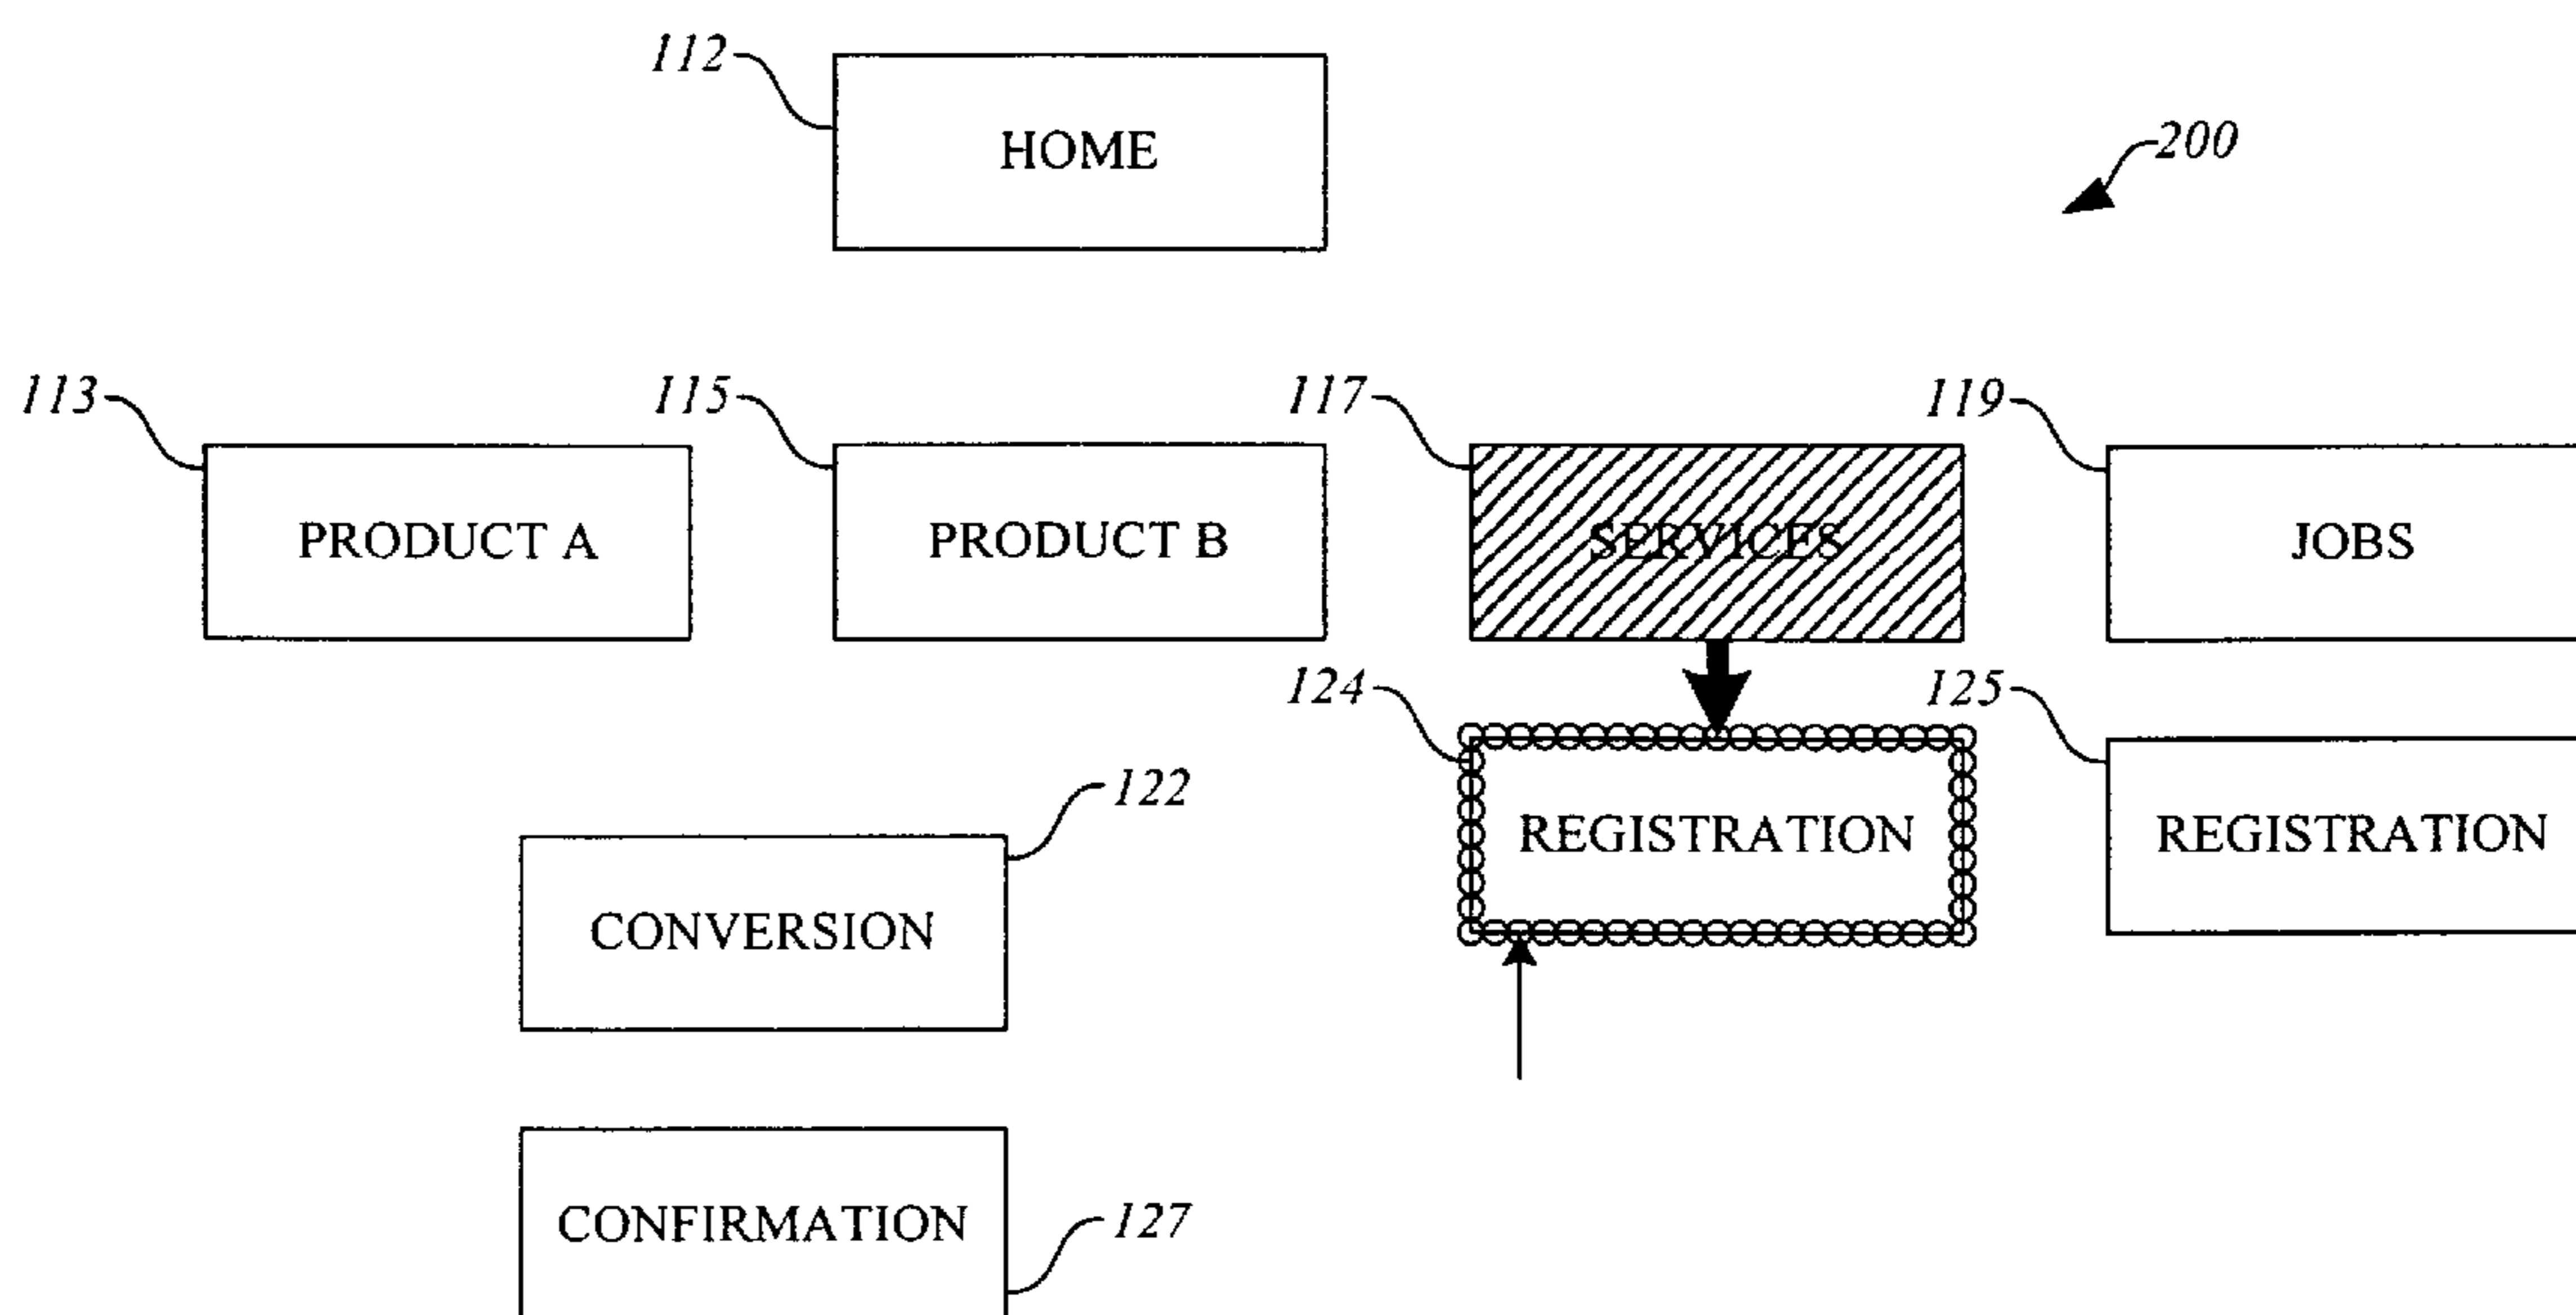 112
HOME
200
113
115
117
119
PRODUCT A
PRODUCT B
SERVICES
JOBS
124
125
122
REGISTRATION
REGISTRATION
CONVERSION
CONFIRMATION
127